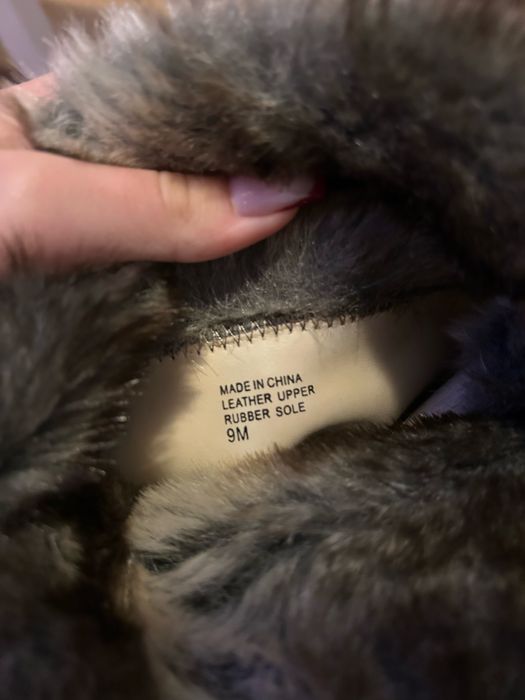 MADE IN CHINA
LEATHER UPPER
RUBBER SOLE
9M